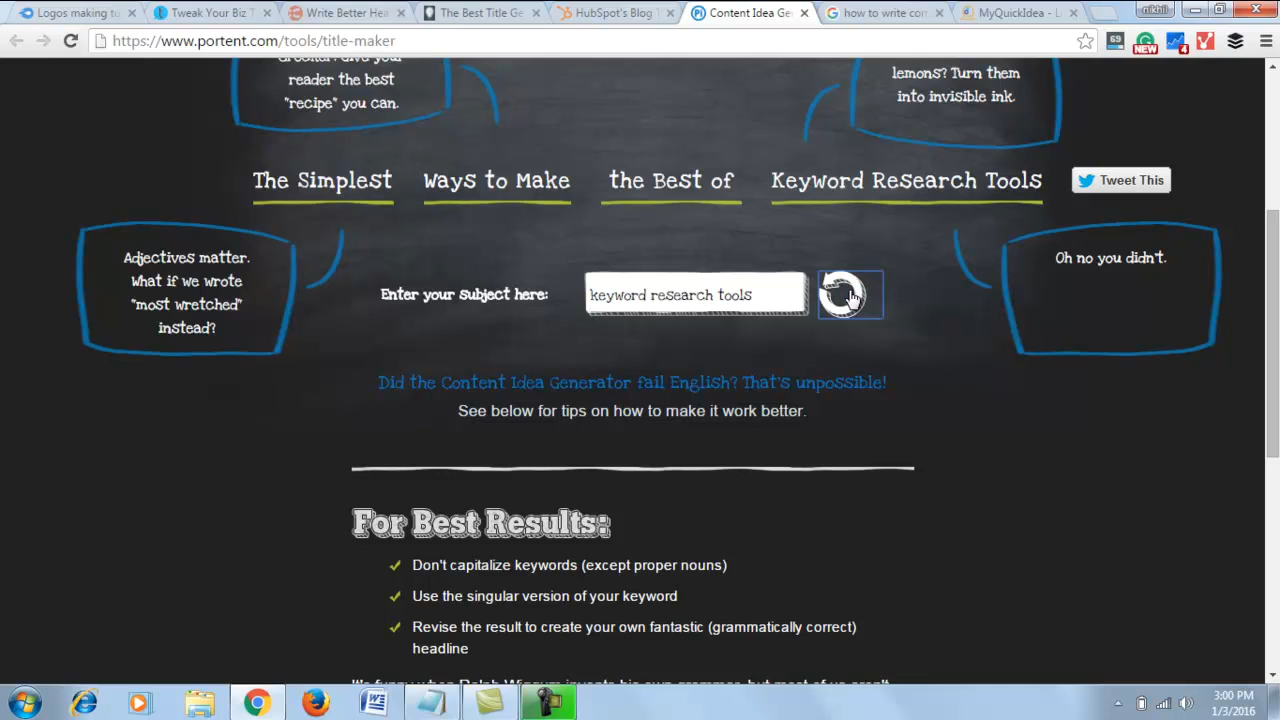 Logos making tu
Tweak Your Biz T
Write Better Hea
The Best Title Ge
HubSpot's Blog T
Content Idea Ge
how to write com
MyQuickIdea - L
nikhil
https://www.portent.com/tools/title-maker
69
NEW
4
reader the best
"recipe" you can.
lemons? Turn them
into invisible ink.
The Simplest Ways to Make the Best of Keyword Research Tools
Tweet This
Adjectives matter.
What if we wrote
"most wretched"
instead?
Oh no you didn't.
Enter your subject here:
keyword research tools
Did the Content Idea Generator fail English? That's unpossible!
See below for tips on how to make it work better.
For Best Results:
Don't capitalize keywords (except proper nouns)
Use the singular version of your keyword
Revise the result to create your own fantastic (grammatically correct)
headline
3:00 PM
1/3/2016